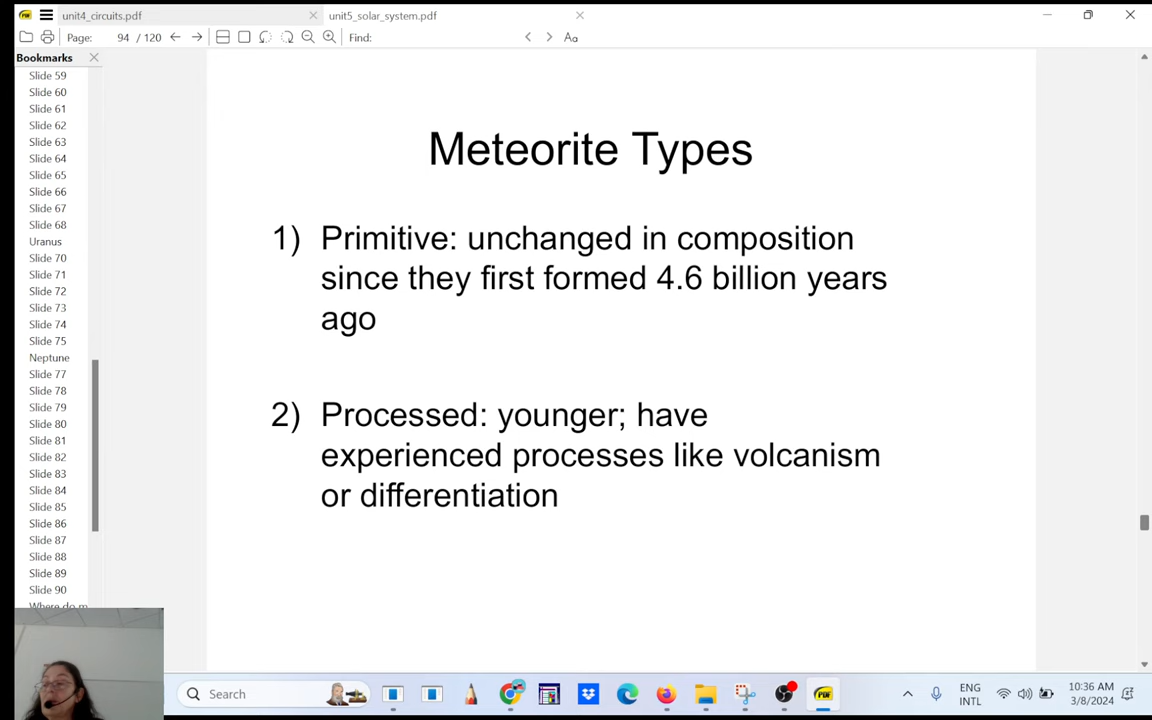 unit4_circuits.pdf
unit5_solar_system.pdf
Page: 94 / 120
Find:
Aa
Bookmarks
Slide 59
Slide 60
Slide 61
Slide 62
Slide 63
Slide 64
Slide 65
Slide 66
Slide 67
Slide 68
Uranus
Slide 70
Slide 71
Slide 72
Slide 73
Slide 74
Slide 75
Neptune
Slide 77
Slide 78
Slide 79
Slide 80
Slide 81
Slide 82
Slide 83
Slide 84
Slide 85
Slide 86
Slide 87
Slide 88
Slide 89
Slide 90
Where do m
Meteorite Types
1) Primitive: unchanged in composition
since they first formed 4.6 billion years
ago
2) Processed: younger; have
experienced processes like volcanism
or differentiation
Search
PDF
ENG
INTL
10:36 AM
3/8/2024